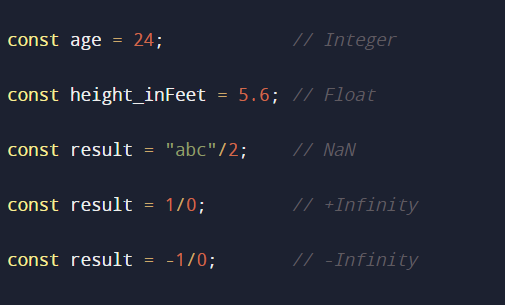 const age = 24; // Integer
const height_inFeet = 5.6; // Float
const result = "abc"/2; // NaN
const result = 1/0; // +Infinity
const result = -1/0; // -Infinity